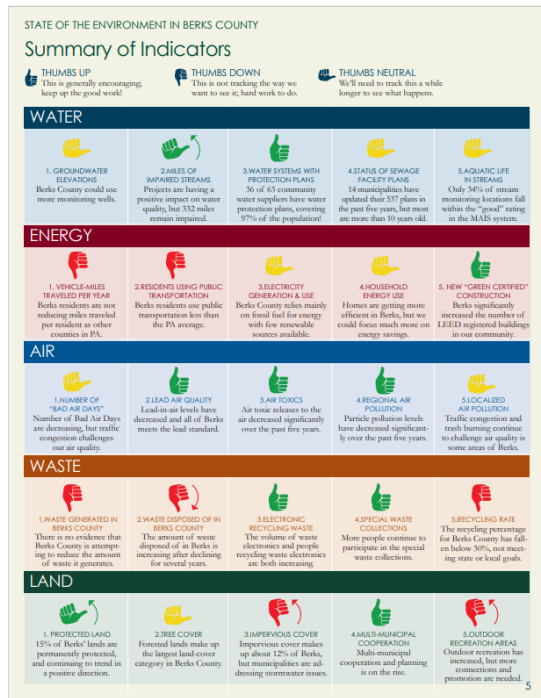 STATE OF THE ENVIRONMENT IN BERKS COUNTY
Summary of Indicators
THUMBS UP
This is generally encouraging;
keep up the good work!
THUMBS DOWN
This is not tracking the way we
want to see it; hard work to do.
THUMBS NEUTRAL
We'll need to track this a while
longer to see what happens.
WATER
1. GROUNDWATER
ELEVATIONS
Berks County could use
more monitoring wells.
2.MILES OF
IMPAIRED STREAMS
Projects are having a
positive impact on water
quality, but 332 miles
remain impaired.
3.WATER SYSTEMS WITH
PROTECTION PLANS
36 of 63 community
water suppliers have water
protection plans, covering
97% of the population!
4.STATUS OF SEWAGE
FACILITY PLANS
14 municipalities have
updated their 537 plans in
the past five years, but most
are more than 10 years old.
5.AQUATIC LIFE
IN STREAMS
Only 34% of stream
monitoring locations fall
within the "good" rating
in the MAIS system.
ENERGY
1. VEHICLE-MILES
TRAVELED PER YEAR
Berks residents are not
reducing miles traveled
per resident as other
counties in PA.
2.RESIDENTS USING PUBLIC
TRANSPORTATION
Berks residents use public
transportation less than
the PA average.
3.ELECTRICITY
GENERATION & USE
Berks County relies mainly
on fossil fuel for energy
with few renewable
sources available.
4.HOUSEHOLD
ENERGY USE
Homes are getting more
efficient in Berks, but we
could focus much more on
energy savings.
5. NEW "GREEN CERTIFIED"
CONSTRUCTION
Berks significantly
increased the number of
LEED registered buildings
in our community.
AIR
1.NUMBER OF
"BAD AIR DAYS"
Number of Bad Air Days
are decreasing, but traffic
congestion challenges
our air quality.
2.LEAD AIR QUALITY
Lead-in-air levels have
decreased and all of Berks
meets the lead standard.
3.AIR TOXICS
Air toxic releases to the
air decreased significantly
over the past five years.
4.REGIONAL AIR
POLLUTION
Particle pollution levels
have decreased significant-
ly over the past five years.
5.LOCALIZED
AIR POLLUTION
Traffic congestion and
trash burning continue
to challenge air quality is
some areas of Berks.
WASTE
1.WASTE GENERATED IN
BERKS COUNTY
There is no evidence that
Berks County is attempt-
ing to reduce the amount
of waste it generates.
2.WASTE DISPOSED OF IN
BERKS COUNTY
The amount of waste
disposed of in Berks is
increasing after declining
for several years.
3.ELECTRONIC
RECYCLING WASTE
The volume of waste
electronics and people
recycling waste electronics
are both increasing.
4.SPECIAL WASTE
COLLECTIONS
More people continue to
participate in the special
waste collections.
5.RECYCLING RATE
The recycling percentage
for Berks County has fall-
en below 30%, not meet-
ing state or local goals.
LAND
1. PROTECTED LAND
15% of Berks' lands are
permanently protected,
and continuing to trend in
a positive direction.
2.TREE COVER
Forested lands make up
the largest land-cover
category in Berks County.
3.IMPERVIOUS COVER
Impervious cover makes
up about 12% of Berks,
but municipalities are ad-
dressing stormwater issues.
4.MULTI-MUNICIPAL
COOPERATION
Multi-municipal
cooperation and planning
is on the rise.
5.OUTDOOR
RECREATION AREAS
Outdoor recreation has
increased, but more
connections and
promotion are needed.
5